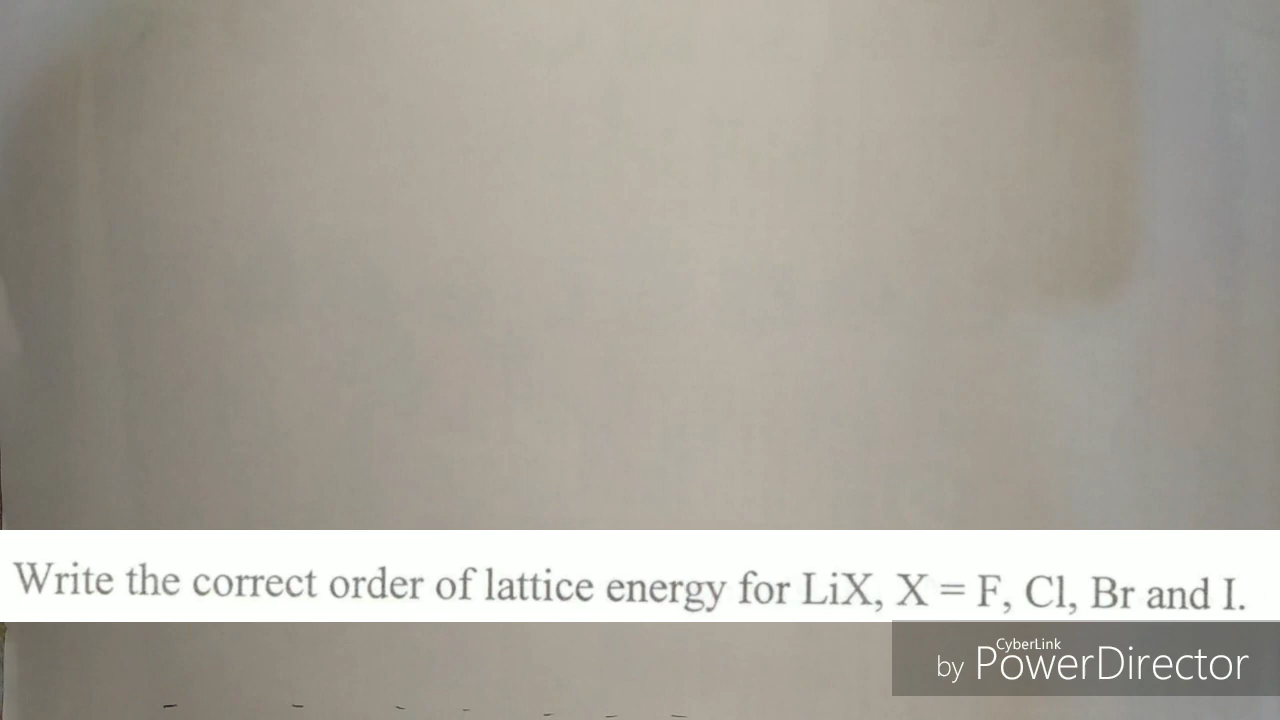 Write the correct order of lattice energy for LiX, X = F, Cl, Br and I.
CyberLink
by PowerDirector